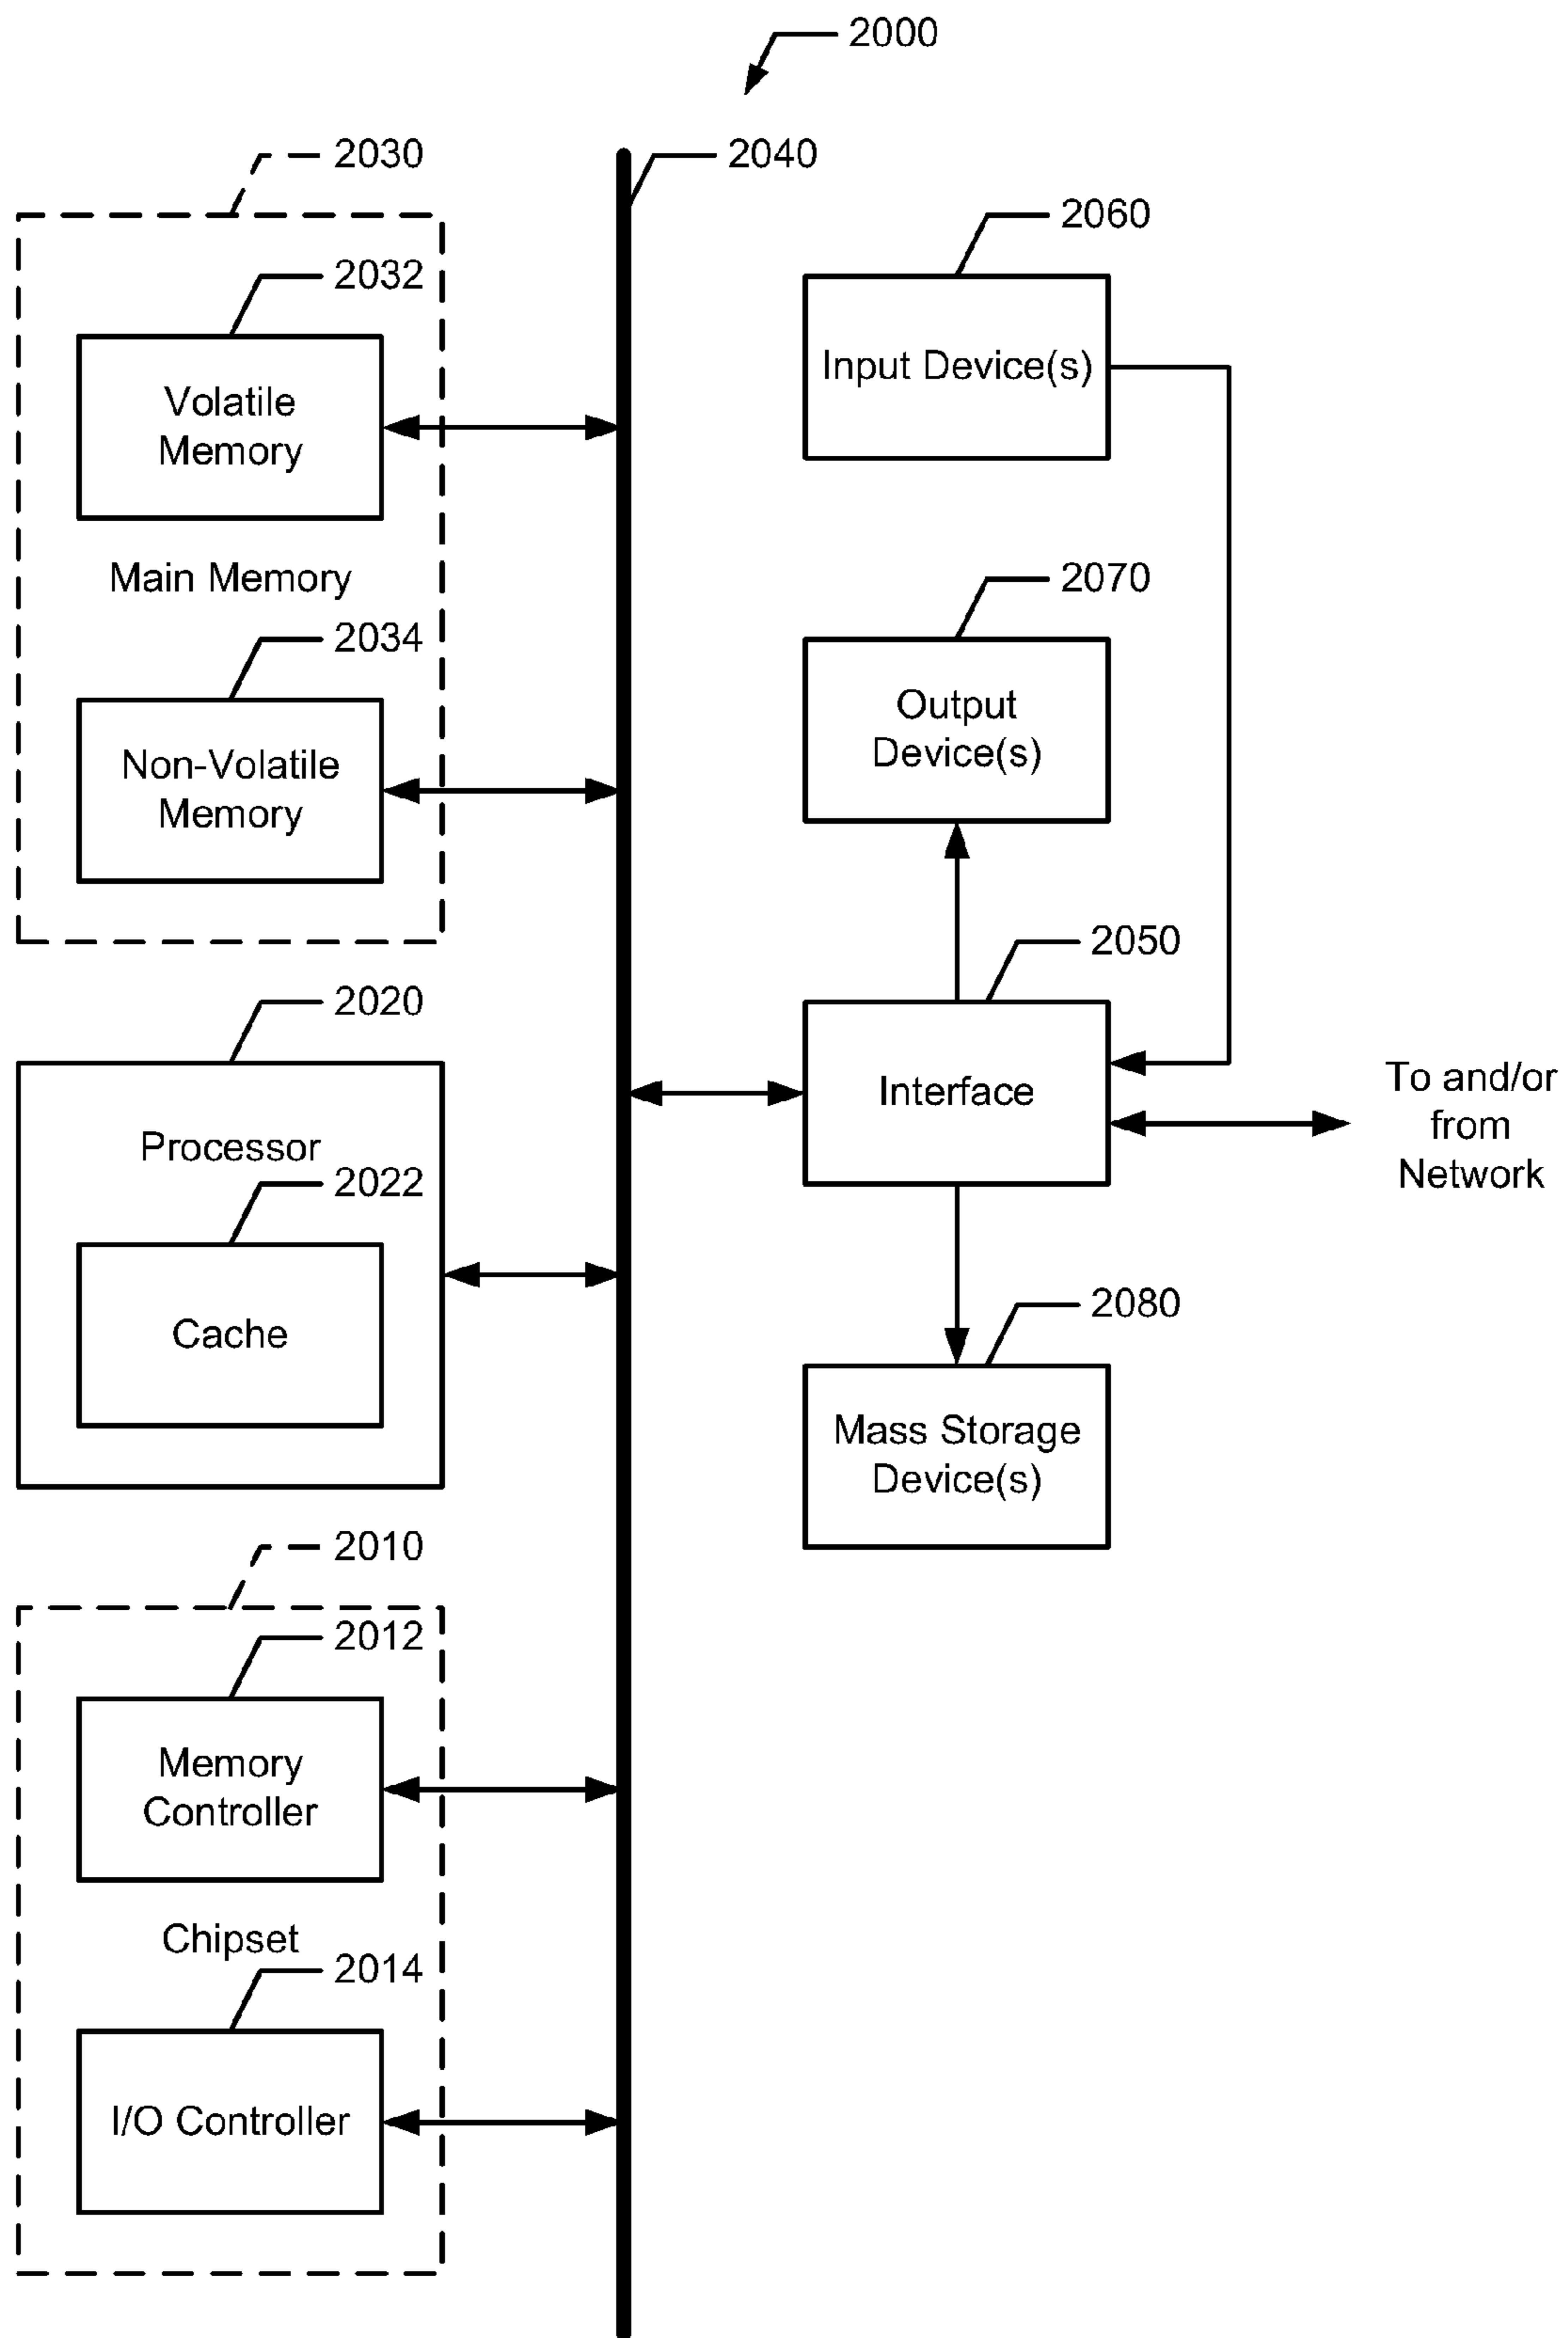 2000
2030
2040
2060
2032
Input Device(s)
Volatile
Memory
Main Memory
2070
2034
Output
Device(s)
Non-Volatile
Memory
2050
2020
Interface
To and/or
from
Network
Processor
2022
Cache
2080
Mass Storage
Device(s)
2010
2012
Memory
Controller
Chipset
2014
I/O Controller